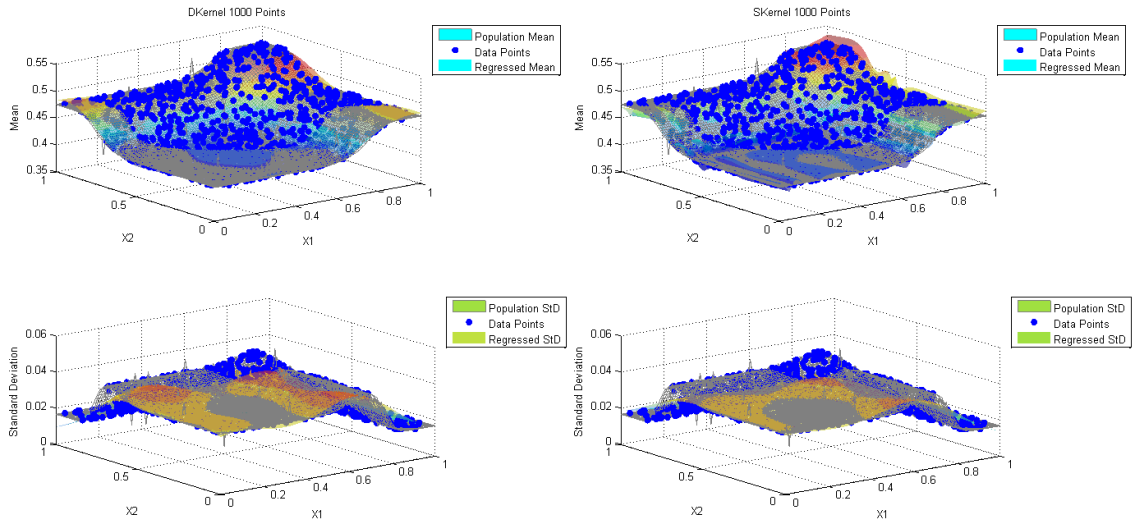 DKernel 1000 Points
Population Mean
Data Points
Regressed Mean
0.55
0.5
0.45
0.4
0.35
Mean
1
0.5
0
X2
0
0.2
0.4
0.6
0.8
1
X1
SKernel 1000 Points
Population Mean
Data Points
Regressed Mean
0.55
0.5
0.45
0.4
0.35
Mean
1
0.5
0
X2
0
0.2
0.4
0.6
0.8
1
X1
Population StD
Data Points
Regressed StD
0.06
0.04
0.02
0
Standard Deviation
1
0.5
0
X2
0
0.2
0.4
0.6
0.8
1
X1
Population StD
Data Points
Regressed StD
0.06
0.04
0.02
0
Standard Deviation
1
0.5
0
X2
0
0.2
0.4
0.6
0.8
1
X1